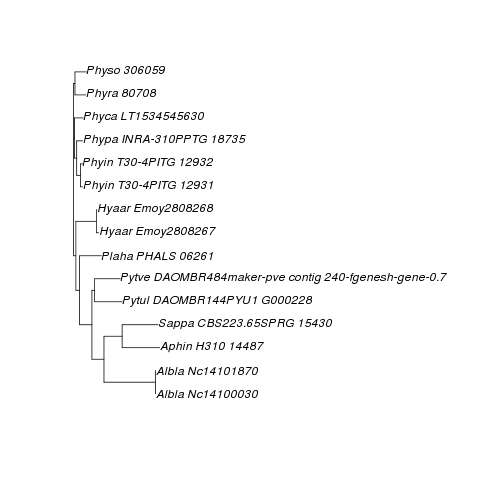 Physo 306059
Phyra 80708
Phyca LT1534545630
Phypa INRA-310PPTG 18735
Phyin T30-4PITG 12932
Phyin T30-4PITG 12931
Hyaar Emoy2808268
Hyaar Emoy2808267
Plaha PHALS 06261
Pytve DAOMBR484maker-pve contig 240-fgenesh-gene-0.7
Pytul DAOMBR144PYU1 G000228
Sappa CBS223.65SPRG 15430
Aphin H310 14487
Albla Nc14101870
Albla Nc14100030